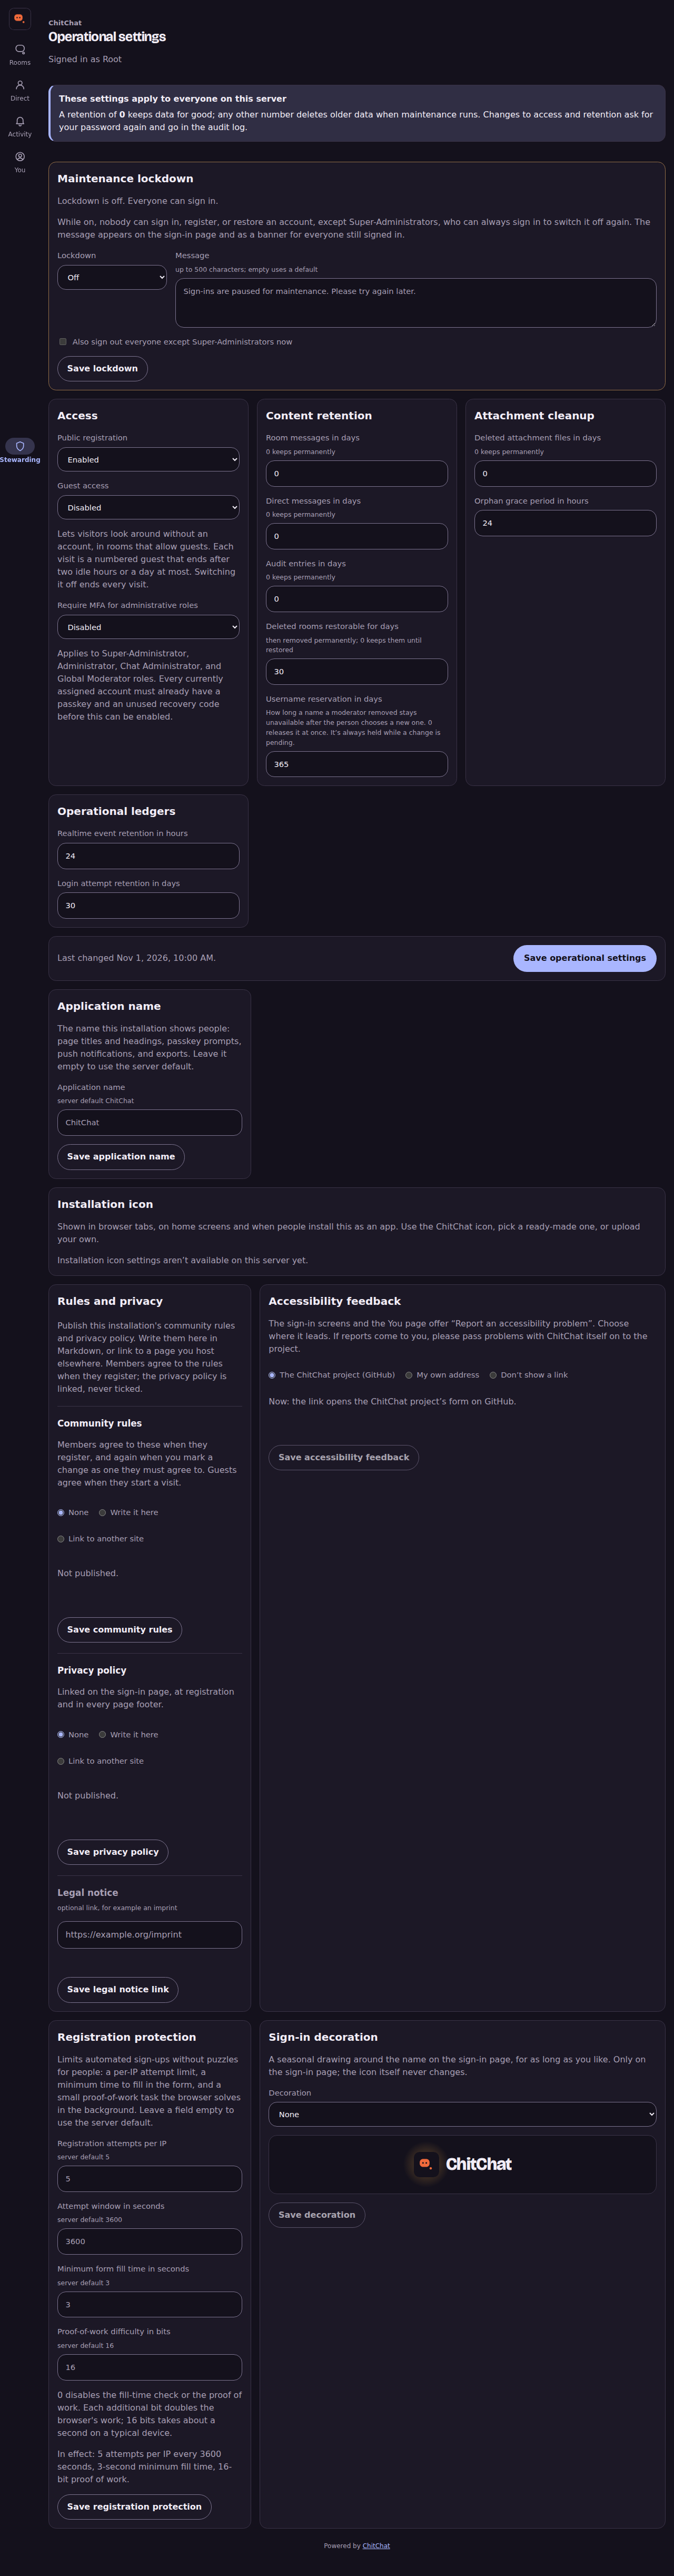 ChitChat
Operational settings
Signed in as Root
Rooms
Direct
Activity
You
Stewarding
These settings apply to everyone on this server
A retention of 0 keeps data for good; any other number deletes older data when maintenance runs. Changes to access and retention ask for
your password again and go in the audit log.
Maintenance lockdown
Lockdown is off. Everyone can sign in.
While on, nobody can sign in, register, or restore an account, except Super-Administrators, who can always sign in to switch it off again. The
message appears on the sign-in page and as a banner for everyone still signed in.
Lockdown
Off
Message
up to 500 characters; empty uses a default
Sign-ins are paused for maintenance. Please try again later.
Also sign out everyone except Super-Administrators now
Save lockdown
Access
Public registration
Enabled
Guest access
Disabled
Lets visitors look around without an
account, in rooms that allow guests. Each
visit is a numbered guest that ends after
two idle hours or a day at most. Switching
it off ends every visit.
Require MFA for administrative roles
Disabled
Applies to Super-Administrator,
Administrator, Chat Administrator, and
Global Moderator roles. Every currently
assigned account must already have a
passkey and an unused recovery code
before this can be enabled.
Content retention
Room messages in days
0 keeps permanently
0
Direct messages in days
0 keeps permanently
0
Audit entries in days
0 keeps permanently
0
Deleted rooms restorable for days
then removed permanently; 0 keeps them until
restored
30
Username reservation in days
How long a name a moderator removed stays
unavailable after the person chooses a new one. 0
releases it at once. It's always held while a change is
pending.
365
Attachment cleanup
Deleted attachment files in days
0 keeps permanently
0
Orphan grace period in hours
24
Operational ledgers
Realtime event retention in hours
24
Login attempt retention in days
30
Last changed Nov 1, 2026, 10:00 AM.
Save operational settings
Application name
The name this installation shows people:
page titles and headings, passkey prompts,
push notifications, and exports. Leave it
empty to use the server default.
Application name
server default ChitChat
ChitChat
Save application name
Installation icon
Shown in browser tabs, on home screens and when people install this as an app. Use the ChitChat icon, pick a ready-made one, or upload
your own.
Installation icon settings aren't available on this server yet.
Rules and privacy
Publish this installation's community rules
and privacy policy. Write them here in
Markdown, or link to a page you host
elsewhere. Members agree to the rules
when they register; the privacy policy is
linked, never ticked.
Community rules
Members agree to these when they
register, and again when you mark a
change as one they must agree to. Guests
agree when they start a visit.
None
Write it here
Link to another site
Not published.
Save community rules
Privacy policy
Linked on the sign-in page, at registration
and in every page footer.
None
Write it here
Link to another site
Not published.
Save privacy policy
Legal notice
optional link, for example an imprint
https://example.org/imprint
Save legal notice link
Accessibility feedback
The sign-in screens and the You page offer “Report an accessibility problem”. Choose
where it leads. If reports come to you, please pass problems with ChitChat itself on to the
project.
The ChitChat project (GitHub)
My own address
Don't show a link
Now: the link opens the ChitChat project's form on GitHub.
Save accessibility feedback
Registration protection
Limits automated sign-ups without puzzles
for people: a per-IP attempt limit, a
minimum time to fill in the form, and a
small proof-of-work task the browser solves
in the background. Leave a field empty to
use the server default.
Registration attempts per IP
server default 5
5
Attempt window in seconds
server default 3600
3600
Minimum form fill time in seconds
server default 3
3
Proof-of-work difficulty in bits
server default 16
16
0 disables the fill-time check or the proof of
work. Each additional bit doubles the
browser's work; 16 bits takes about a
second on a typical device.
In effect: 5 attempts per IP every 3600
seconds, 3-second minimum fill time, 16-
bit proof of work.
Save registration protection
Sign-in decoration
A seasonal drawing around the name on the sign-in page, for as long as you like. Only on
the sign-in page; the icon itself never changes.
Decoration
None
ChitChat
Save decoration
Powered by ChitChat